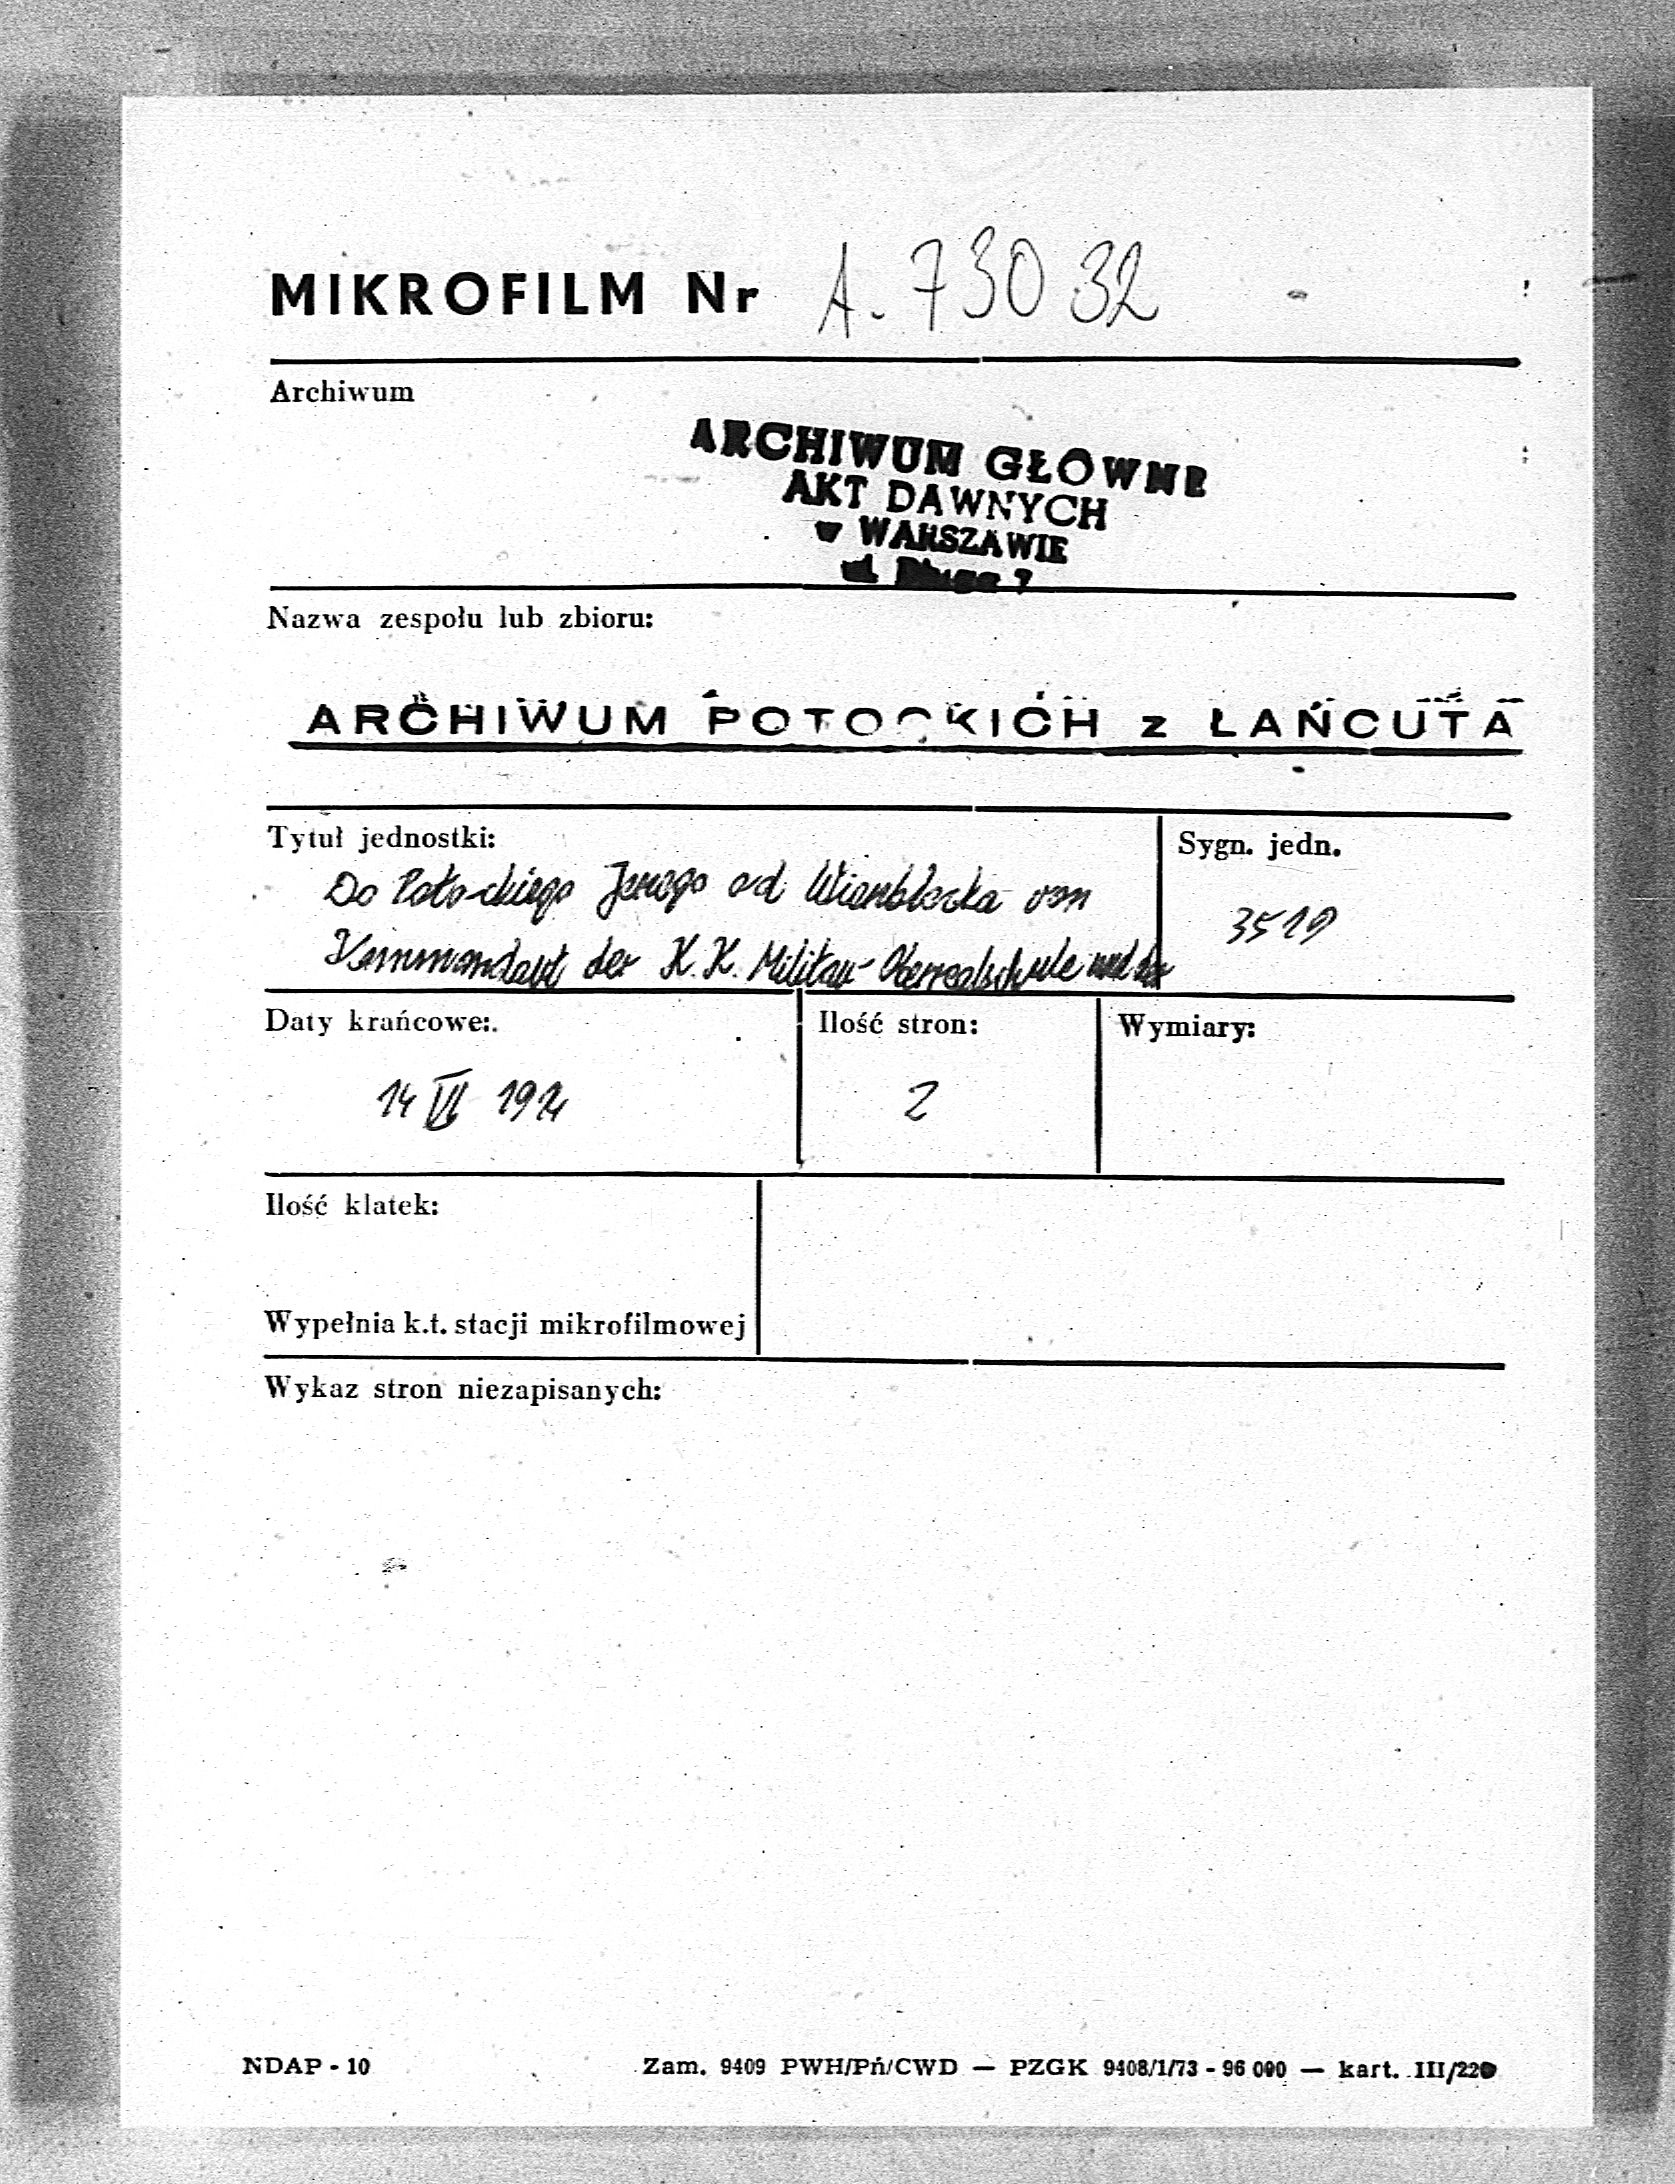 MIKROFILM Nr A. 73032
Archiwum
ARCHIWUM GŁÓWNE
AKT DAWNYCH
w WARSZAWIE
ul. Długa 7
Nazwa zespołu lub zbioru:
ARCHIWUM POTOCKICH z ŁAŃCUTA
Tytuł jednostki:
Do Potockiego Jerzego od von
Kommandant der K.K. Militär Oberrealschule
Sygn. jedn.
3519
Daty krańcowe:
14 VI
Ilość stron:
2
Wymiary:
Ilość klatek:
Wypełnia k.t. stacji mikrofilmowej
Wykaz stron niezapisanych:
NDAP - 10
Zam. 9409 PWH/Pń/CWD — PZGK 9408/1/73 - 96 000 — kart. III/220